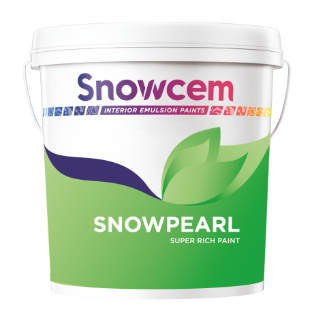 Snowcem
INTERIOR EMULSION PAINTS
SNOWPEARL
SUPER RICH PAINT